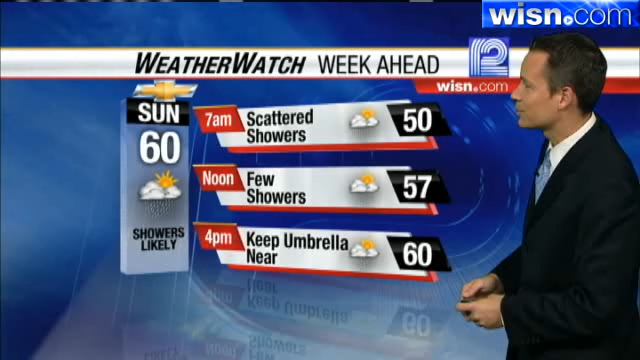 wisn.com
WEATHERWATCH WEEK AHEAD
12
wisn.com
SUN
60
SHOWERS
LIKELY
7am
Scattered
Showers
50
Noon
Few
Showers
57
4pm
Keep Umbrella
Near
60